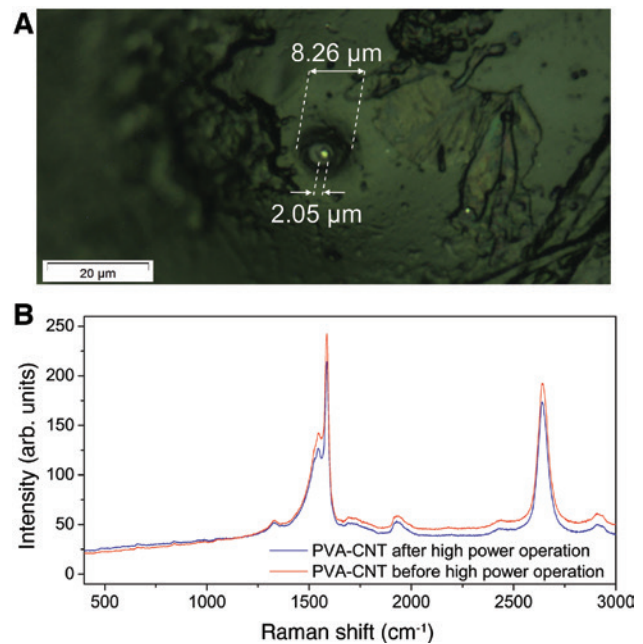 A
8.26 µm
2.05 µm
20 µm
B
250
200
150
100
50
0
Intensity (arb. units)
PVA-CNT after high power operation
PVA-CNT before high power operation
500
1000
1500
2000
2500
3000
Raman shift (cm⁻¹)